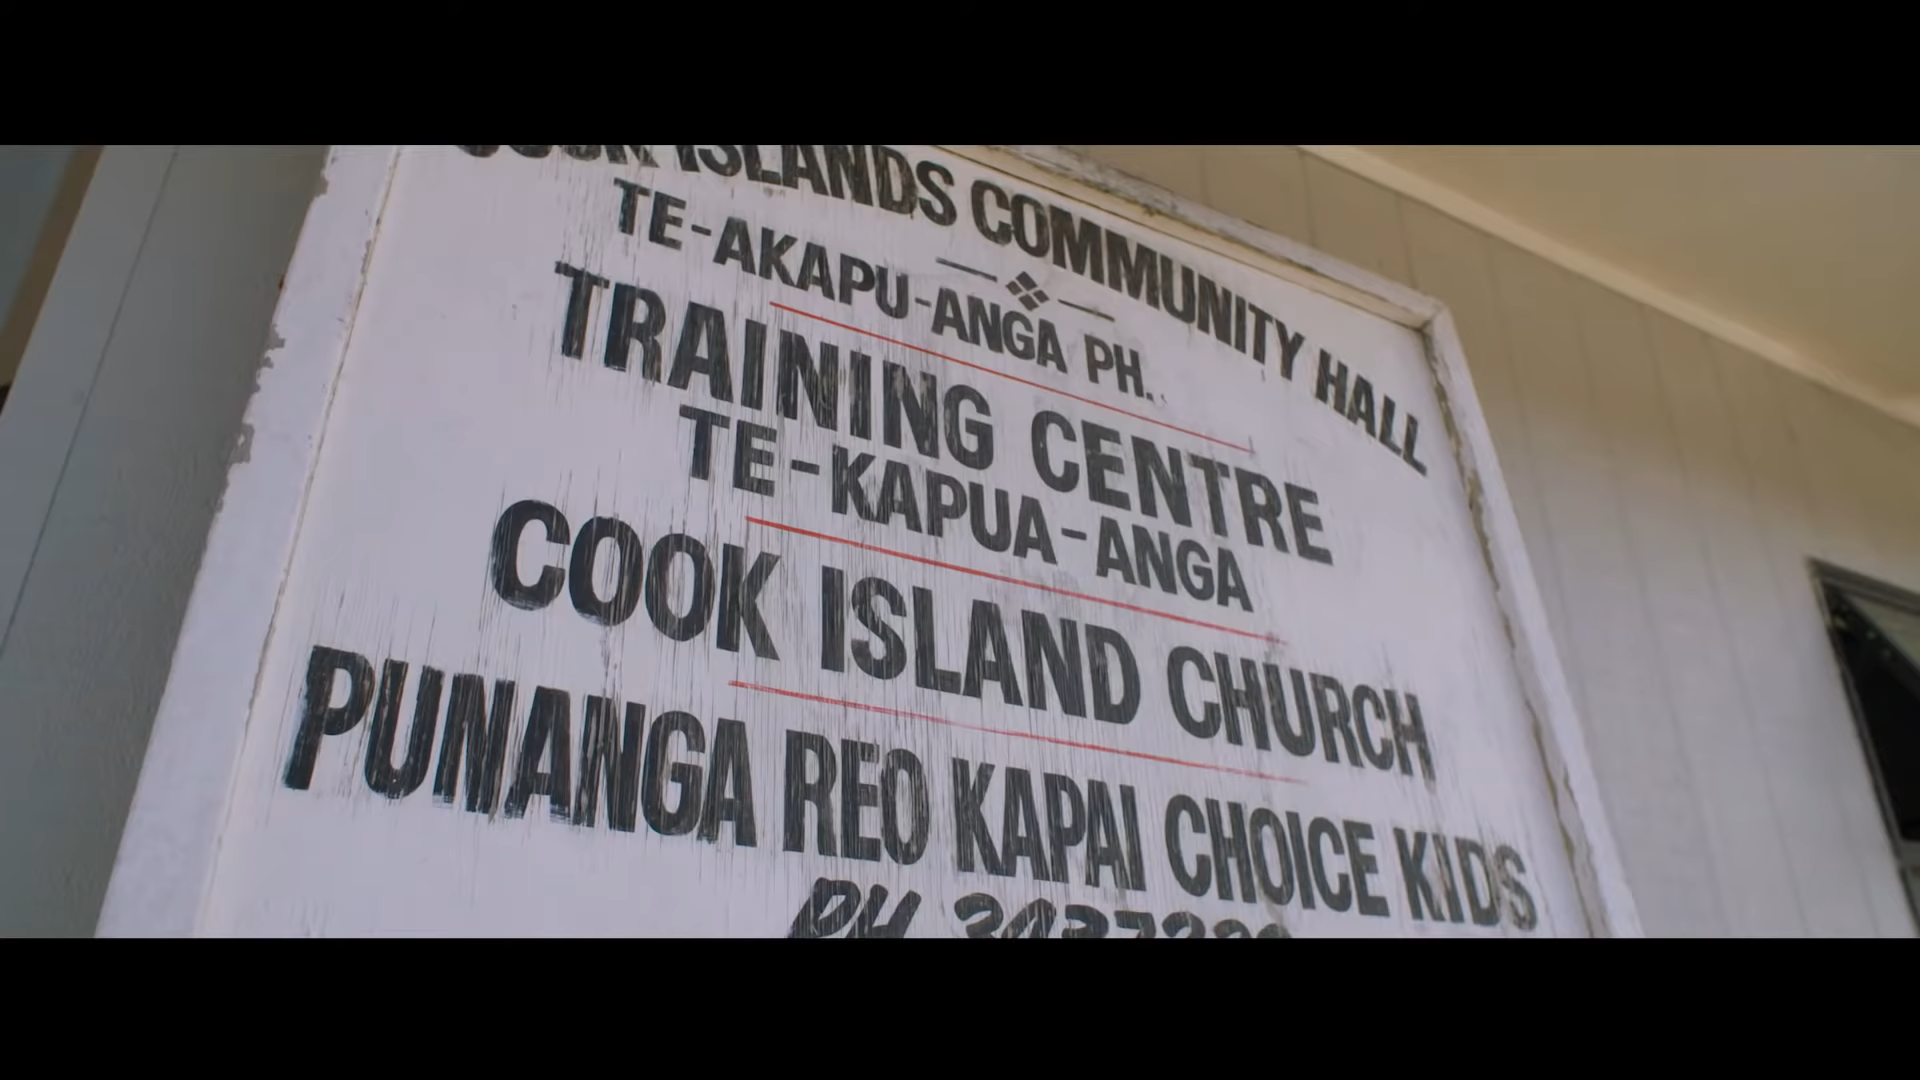 ISLANDS COMMUNITY HALL
TE-AKAPU-ANGA PH.
TRAINING CENTRE
TE-KAPUA-ANGA
COOK ISLAND CHURCH
PUNANGA REO KAPAI CHOICE KIDS
PH